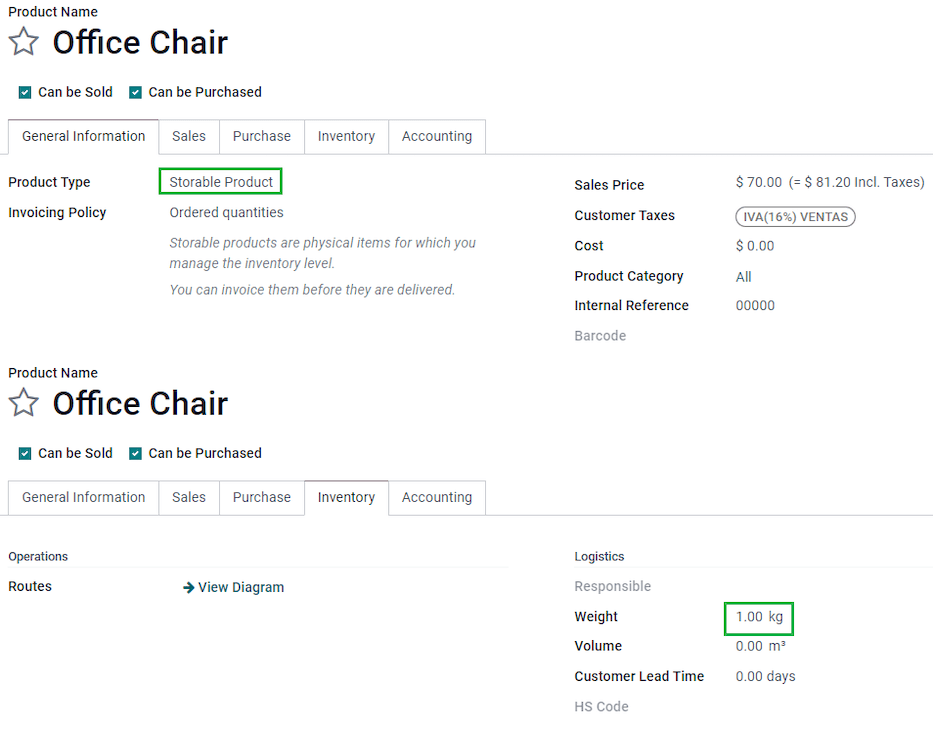 Product Name
Office Chair
Can be Sold Can be Purchased
General Information Sales Purchase Inventory Accounting
Product Type Storable Product
Invoicing Policy Ordered quantities
Storable products are physical items for which you
manage the inventory level.
You can invoice them before they are delivered.
Sales Price $ 70.00 (= $ 81.20 Incl. Taxes)
Customer Taxes IVA(16%) VENTAS
Cost $ 0.00
Product Category All
Internal Reference 00000
Barcode
Product Name
Office Chair
Can be Sold Can be Purchased
General Information Sales Purchase Inventory Accounting
Operations
Routes View Diagram
Logistics
Responsible
Weight 1.00 kg
Volume 0.00 m³
Customer Lead Time 0.00 days
HS Code